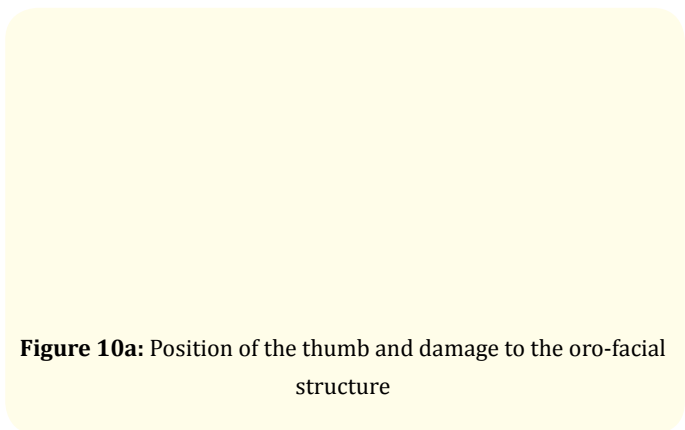 Figure 10a: Position of the thumb and damage to the oro-facial
structure